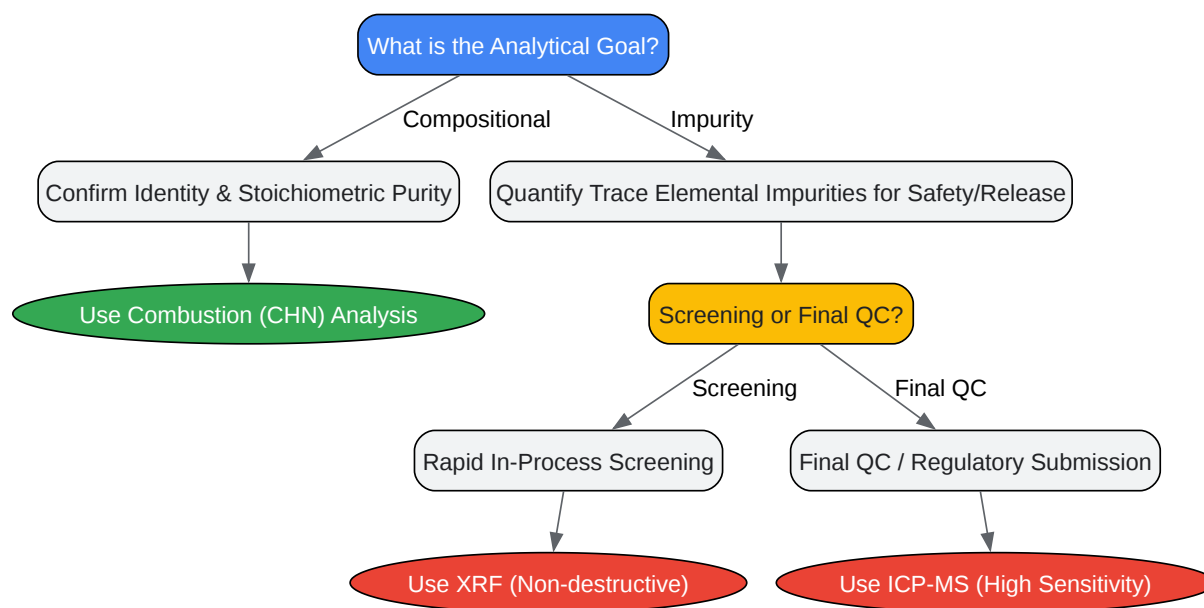 What is the Analytical Goal?
Compositional
Impurity
Confirm Identity & Stoichiometric Purity
Quantify Trace Elemental Impurities for Safety/Release
Use Combustion (CHN) Analysis
Screening or Final QC?
Screening
Final QC
Rapid In-Process Screening
Final QC / Regulatory Submission
Use XRF (Non-destructive)
Use ICP-MS (High Sensitivity)